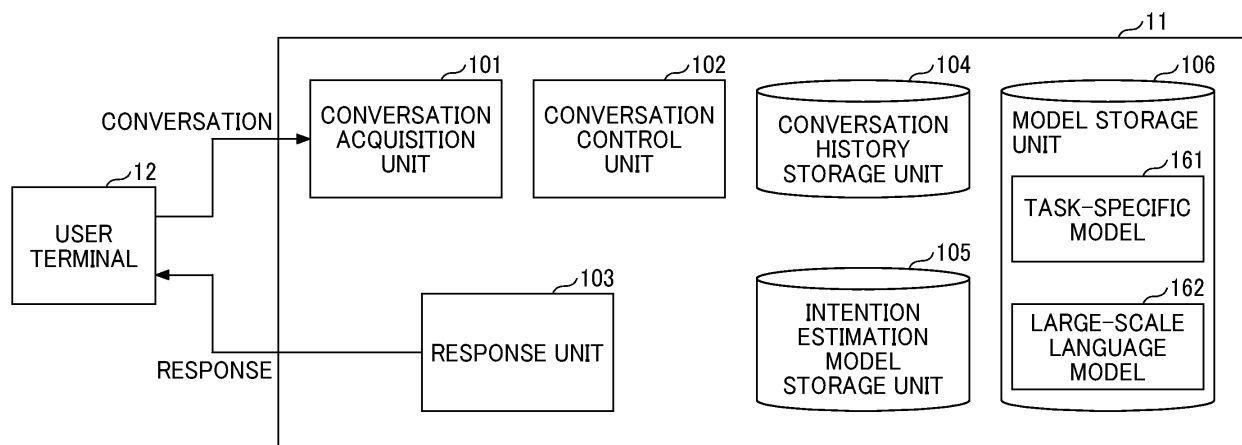 11
101
102
104
106
CONVERSATION
CONVERSATION
ACQUISITION
UNIT
CONVERSATION
CONTROL
UNIT
CONVERSATION
HISTORY
STORAGE UNIT
MODEL STORAGE
UNIT
161
TASK-SPECIFIC
MODEL
12
USER
TERMINAL
103
RESPONSE UNIT
RESPONSE
105
INTENTION
ESTIMATION
MODEL
STORAGE UNIT
162
LARGE-SCALE
LANGUAGE MODEL